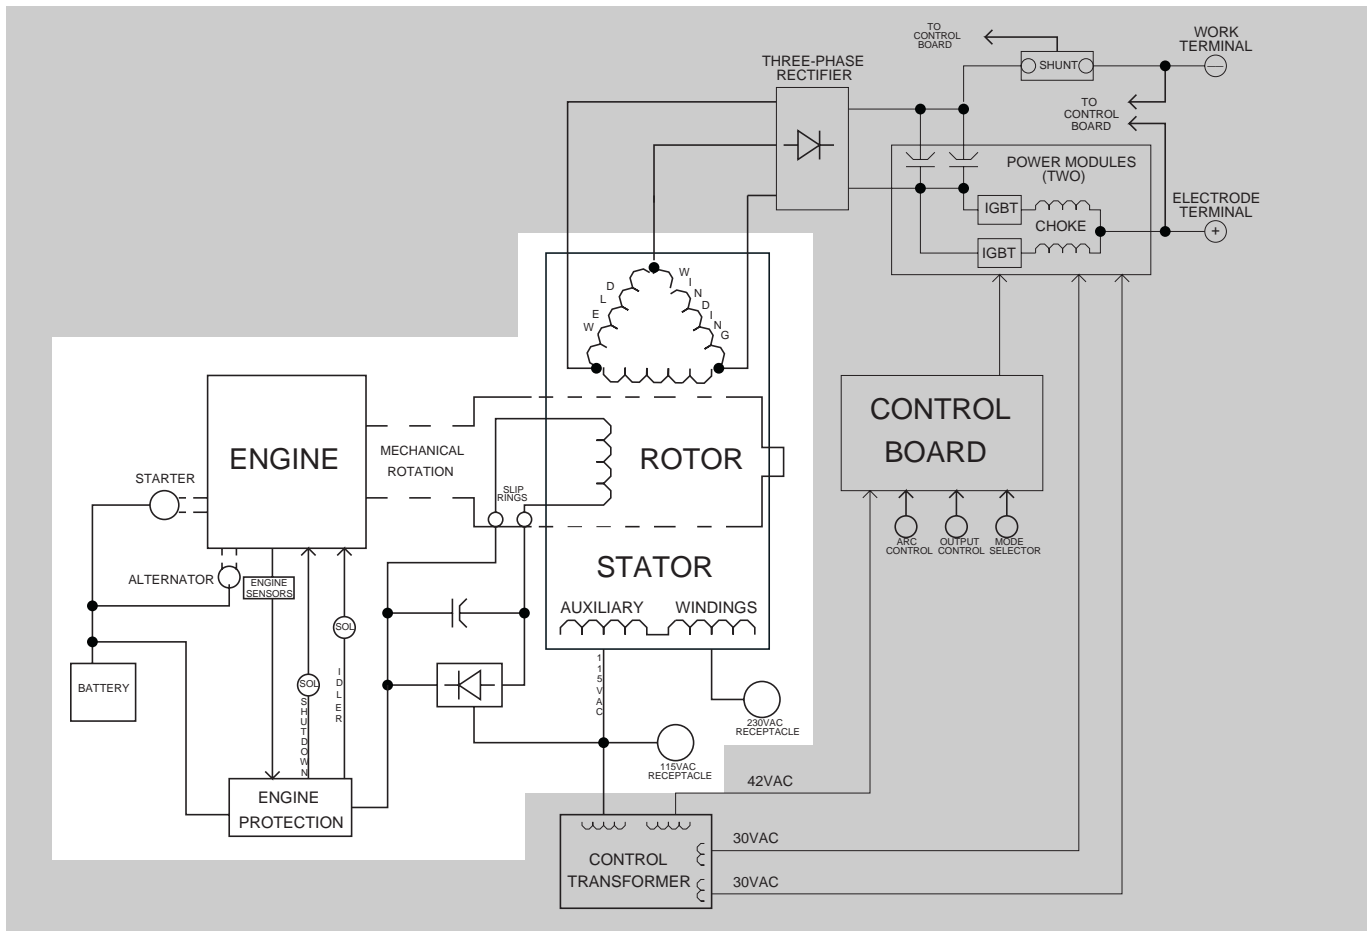 TO
CONTROL
BOARD
SHUNT
WORK
TERMINAL
THREE-PHASE
RECTIFIER
TO
CONTROL
BOARD
POWER MODULES
(TWO)
IGBT
CHOKE
IGBT
ELECTRODE
TERMINAL
+
WELD
WINDING
ENGINE
MECHANICAL
ROTATION
ROTOR
SLIP
RINGS
CONTROL
BOARD
STARTER
ARC
CONTROL
OUTPUT
CONTROL
MODE
SELECTOR
STATOR
ALTERNATOR
ENGINE
SENSORS
AUXILIARY WINDINGS
SOL
SOL
IDLER
SHUTDOWN
115VAC
BATTERY
230VAC
RECEPTACLE
115VAC
RECEPTACLE
42VAC
ENGINE
PROTECTION
30VAC
CONTROL
TRANSFORMER
30VAC